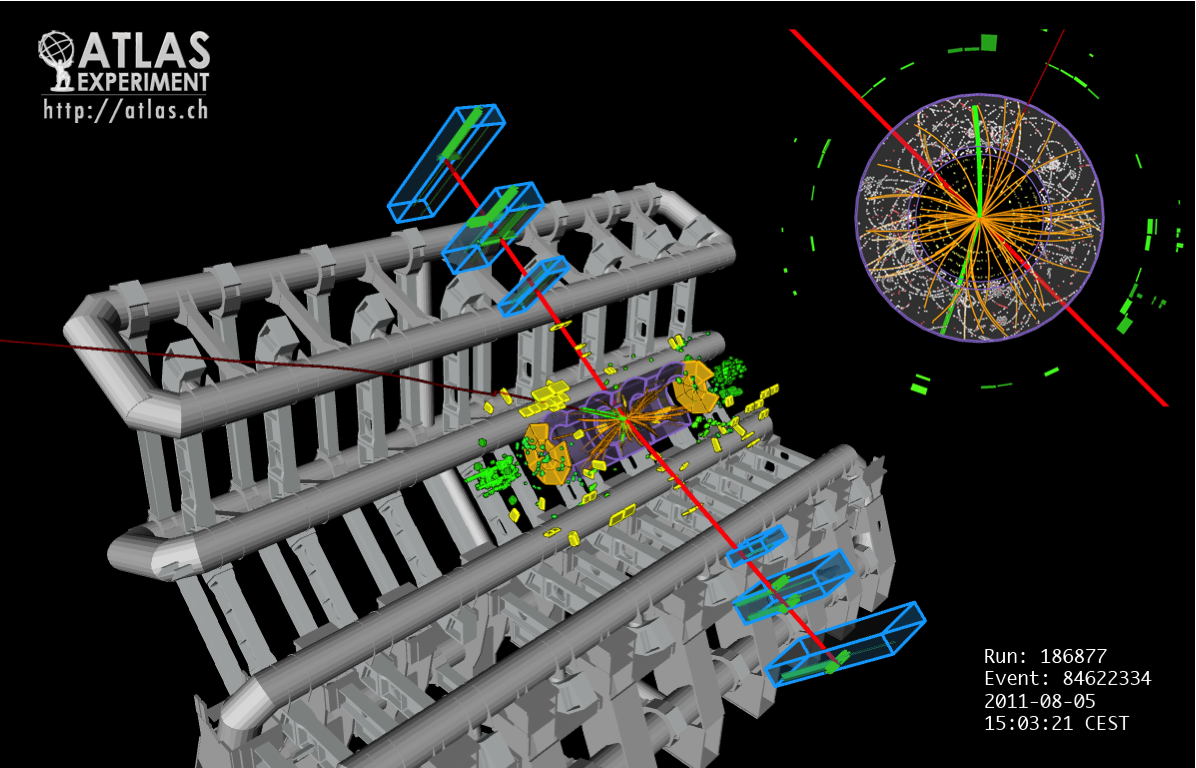 ATLAS
EXPERIMENT
http://atlas.ch
Run: 186877
Event: 84622334
2011-08-05
15:03:21 CEST